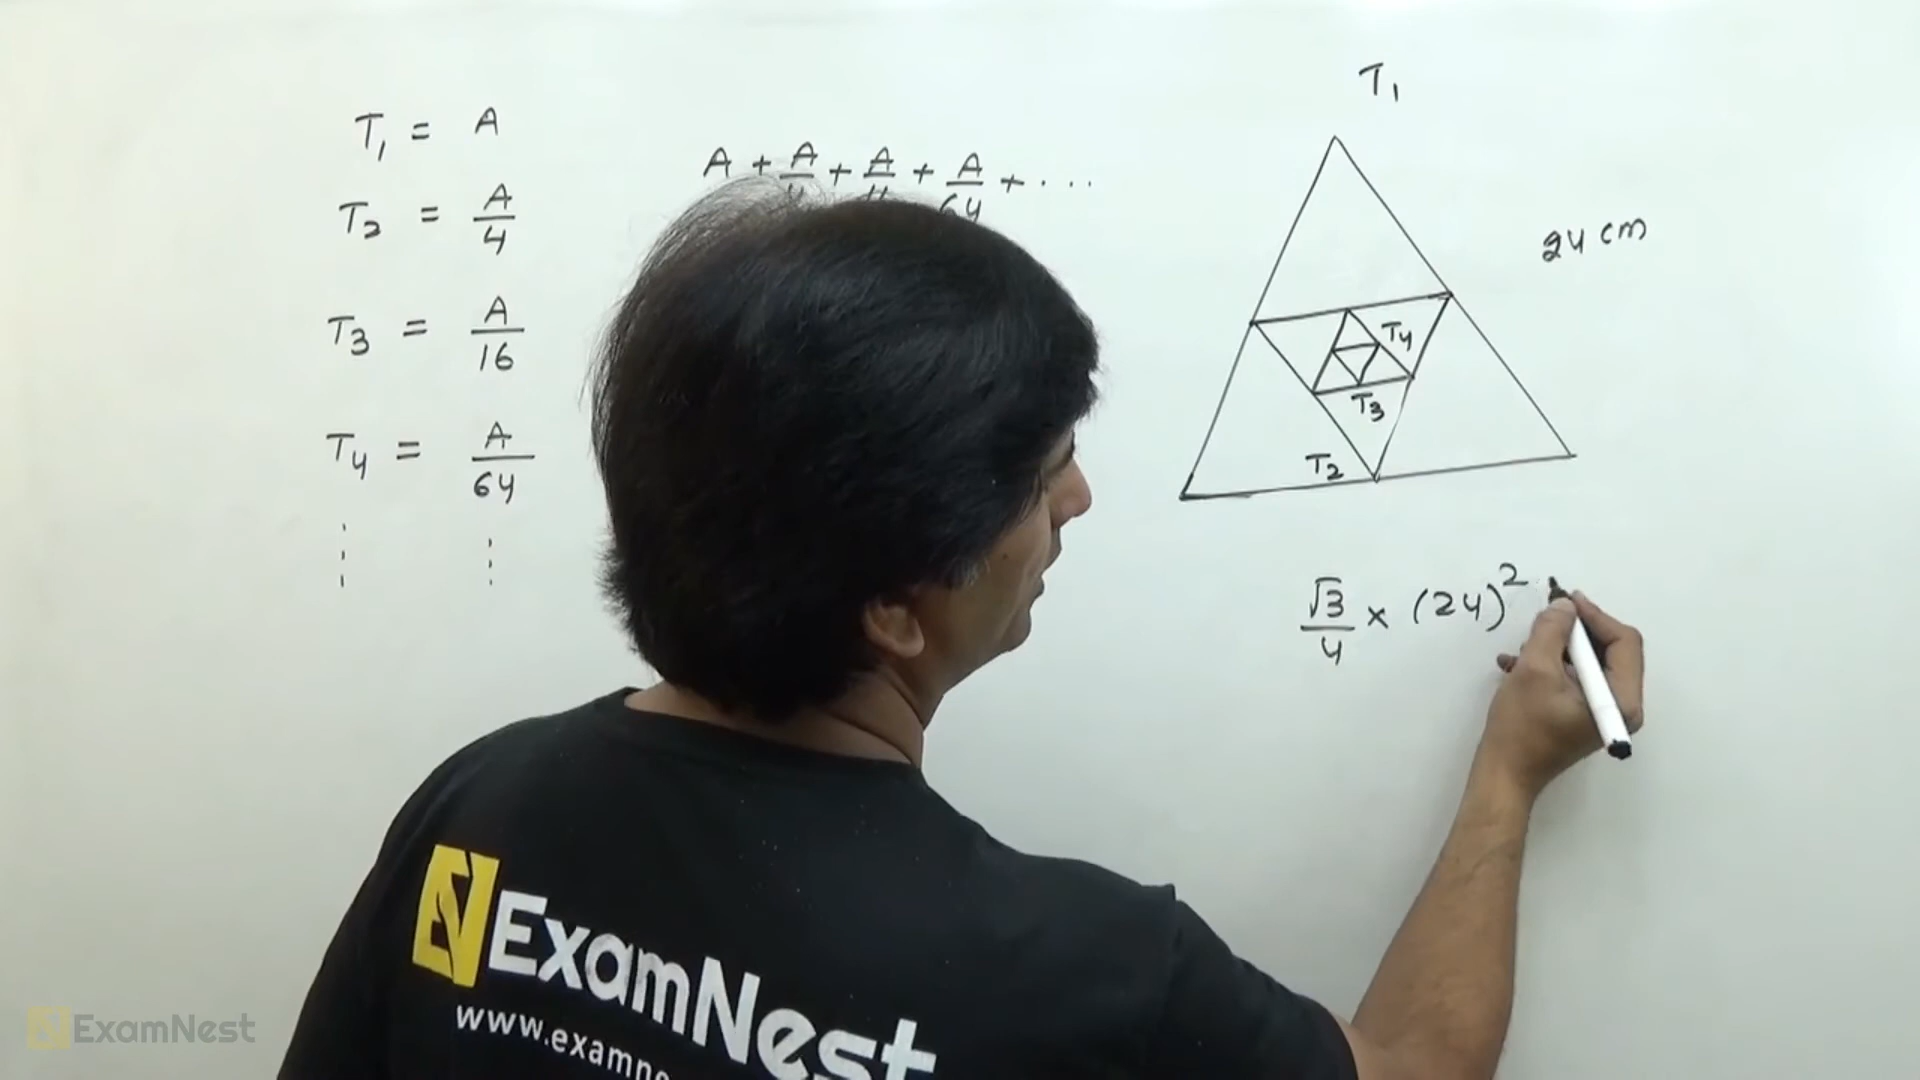 T₁ = A
T₂ = A/4
T₃ = A/16
T₄ = A/64
⋮ ⋮
A + A/4 + A/ + A/64 + ...
T₁
24 cm
T₄
T₃
T₂
√3/4 × (24)²
ExamNest
www.examne
ExamNest